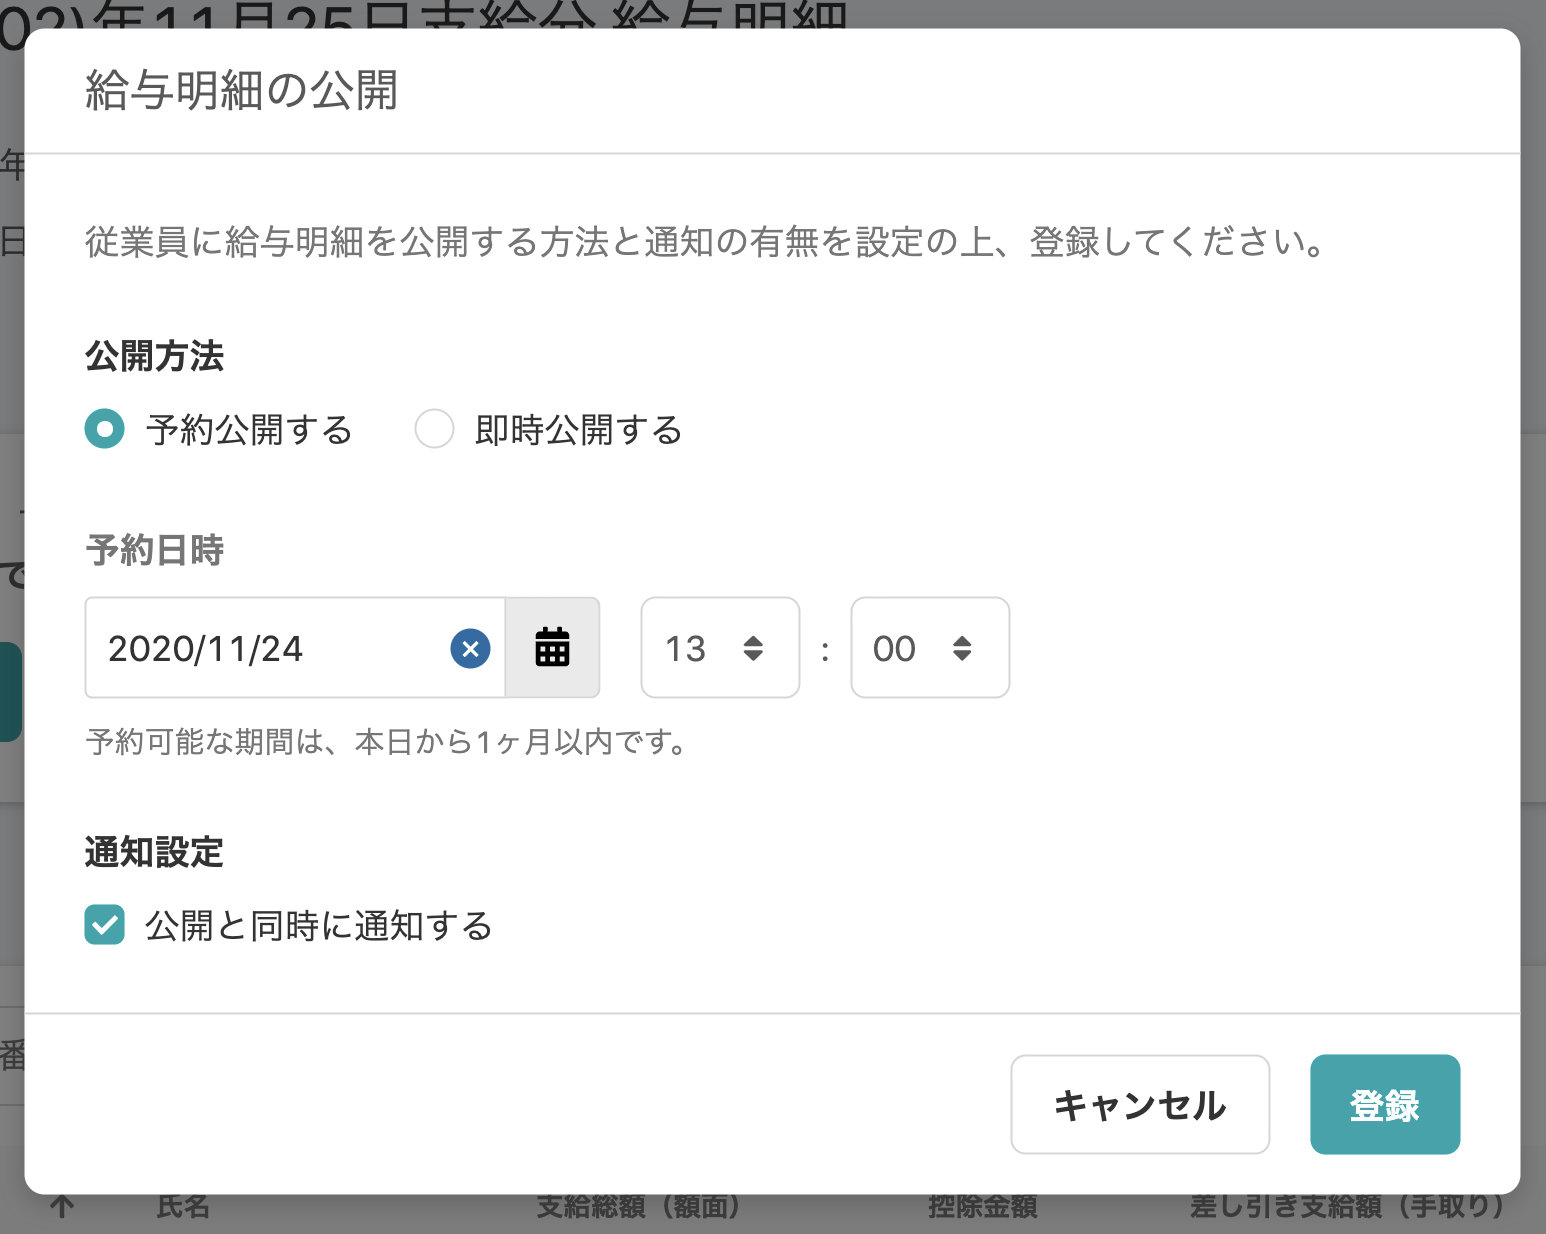 02)年11月25日支給分 給与明細
給与明細の公開
年
日
従業員に給与明細を公開する方法と通知の有無を設定の上、登録してください。
公開方法
予約公開する 即時公開する
予約日時
て
2020/11/24 13 : 00
予約可能な期間は、本日から1ヶ月以内です。
通知設定
公開と同時に通知する
番
キャンセル 登録
氏名 支給総額（額面） 控除金額 差し引き支給額（手取り）